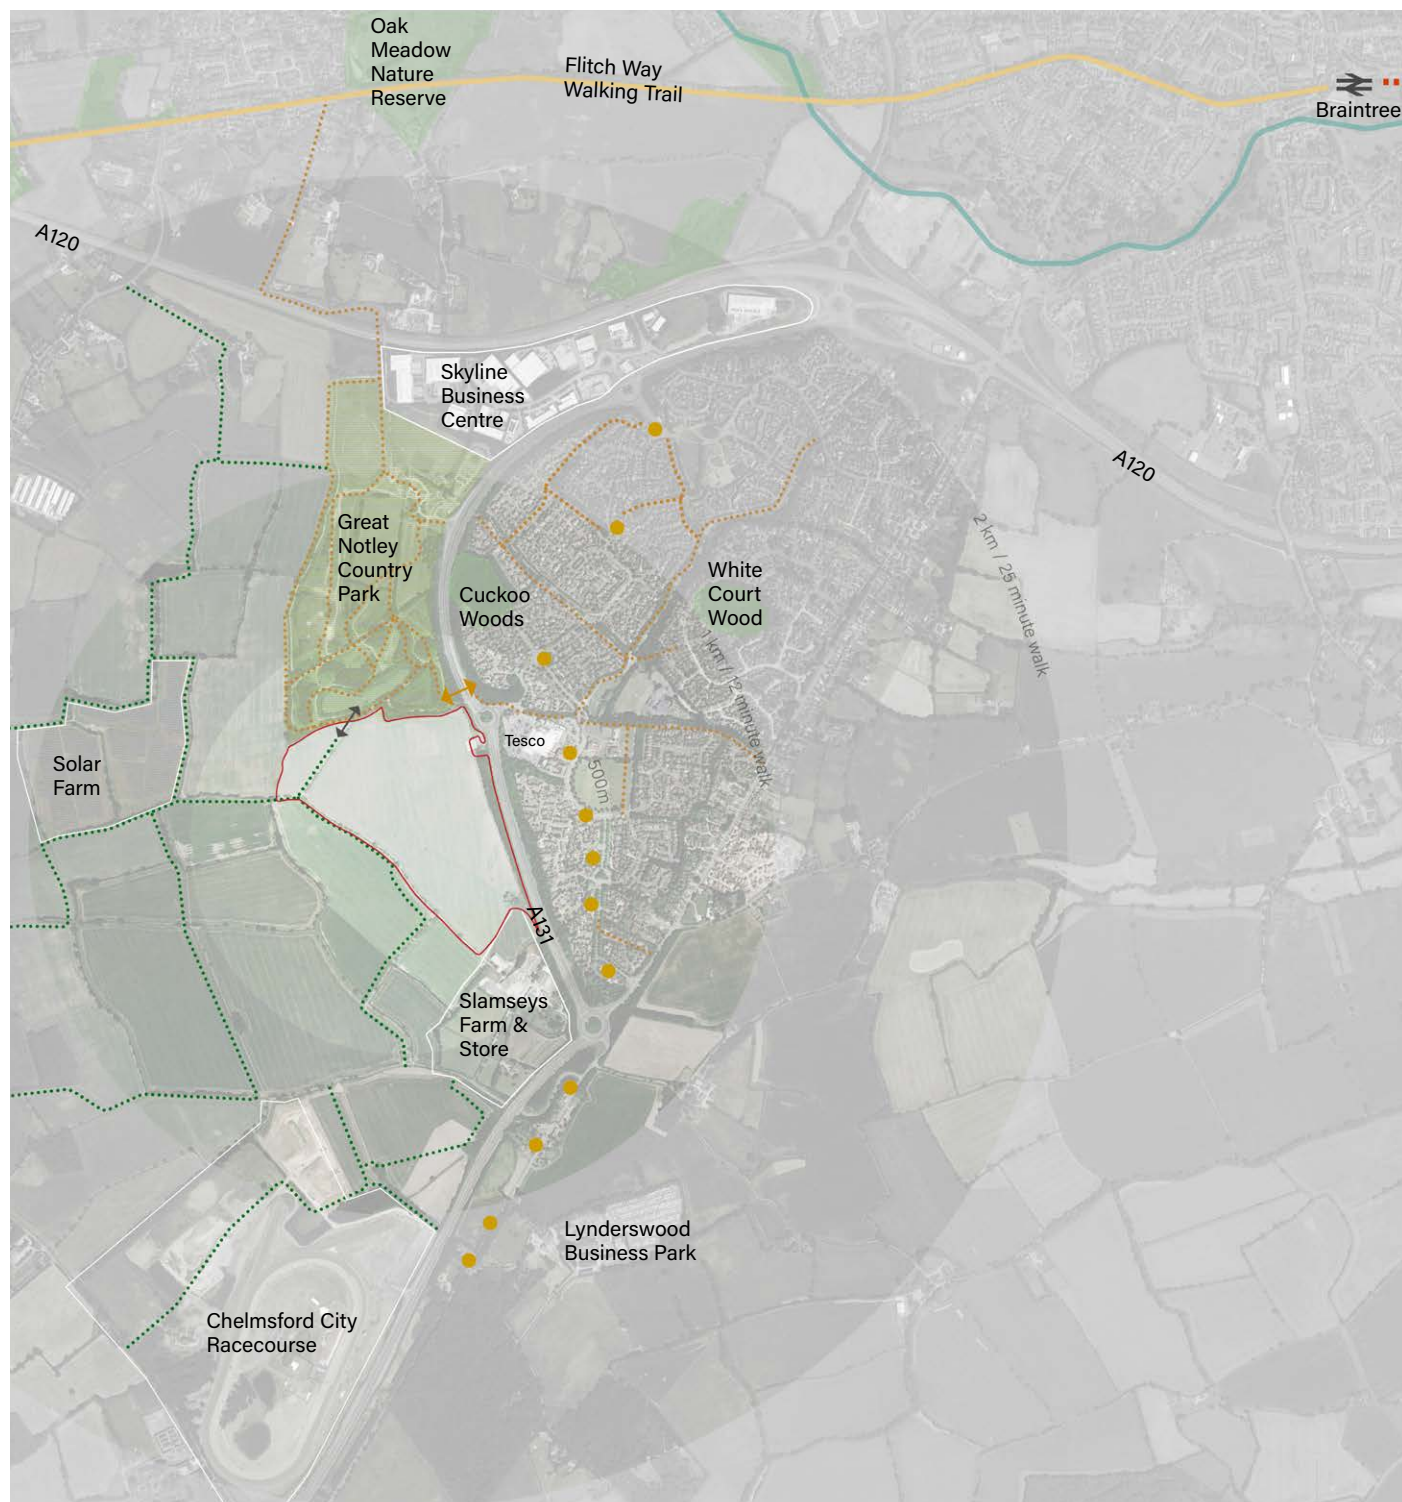 Oak
Meadow
Nature
Reserve
Flitch Way
Walking Trail
Braintree
A120
Skyline
Business
Centre
A120
Great
Notley
Country
Park
Cuckoo
Woods
White
Court
Wood
2 km / 25 minute walk
1 km / 12 minute walk
Tesco
500m
Solar
Farm
A131
Slamseys
Farm &
Store
Lynderswood
Business Park
Chelmsford City
Racecourse